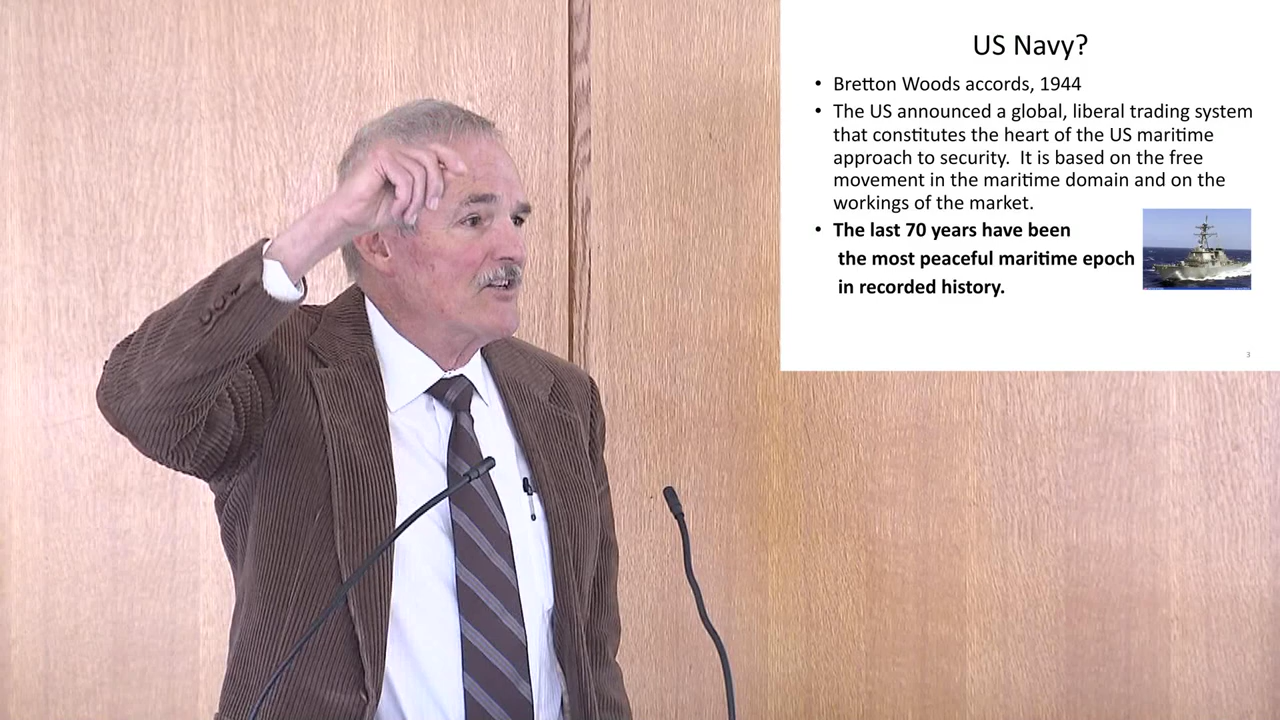 US Navy?
• Bretton Woods accords, 1944
• The US announced a global, liberal trading system
that constitutes the heart of the US maritime
approach to security.  It is based on the free
movement in the maritime domain and on the
workings of the market.
• The last 70 years have been
the most peaceful maritime epoch
in recorded history.
3